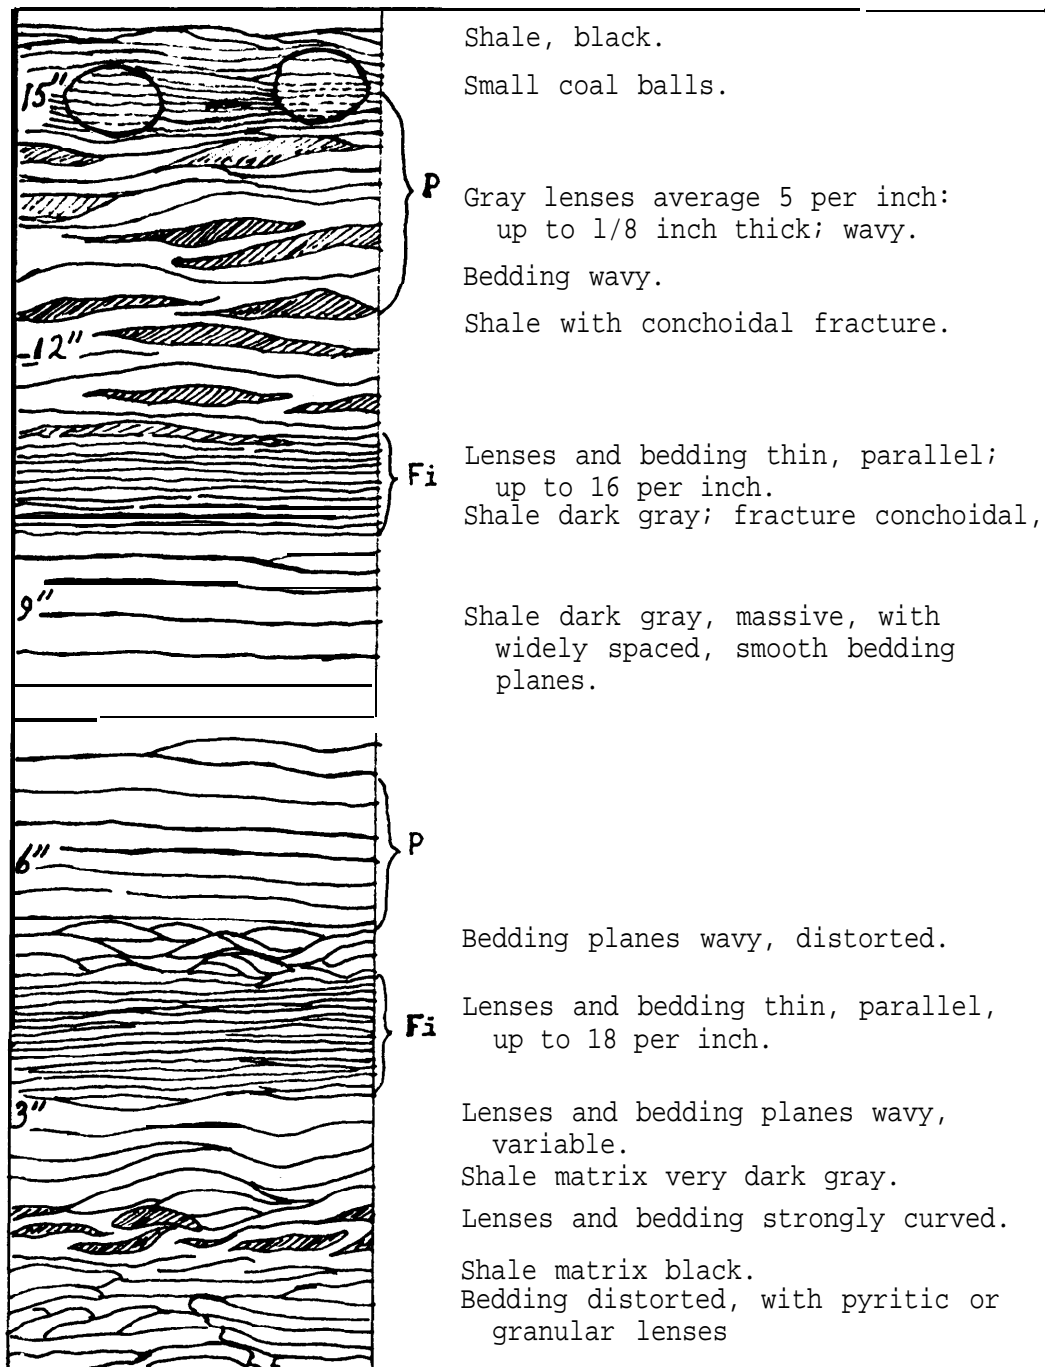 Shale, black.
15"
Small coal balls.
P
Gray lenses average 5 per inch:
up to 1/8 inch thick; wavy.
Bedding wavy.
Shale with conchoidal fracture.
12"
Fi
Lenses and bedding thin, parallel;
up to 16 per inch.
Shale dark gray; fracture conchoidal,
9"
Shale dark gray, massive, with
widely spaced, smooth bedding
planes.
P
6"
Bedding planes wavy, distorted.
Fi
Lenses and bedding thin, parallel,
up to 18 per inch.
3"
Lenses and bedding planes wavy,
variable.
Shale matrix very dark gray.
Lenses and bedding strongly curved.
Shale matrix black.
Bedding distorted, with pyritic or
granular lenses